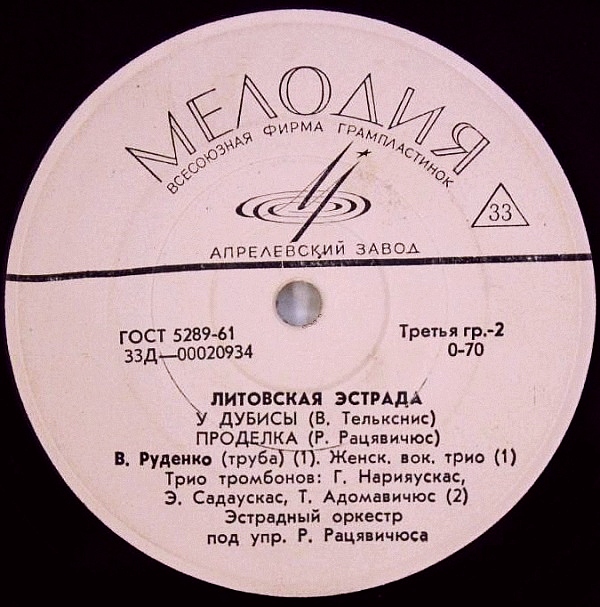 МЕЛОДИЯ
ВСЕСОЮЗНАЯ ФИРМА ГРАМПЛАСТИНОК
33
АПРЕЛЕВСКИЙ ЗАВОД
ГОСТ 5289-61
Третья гр.-2
33Д—00020934
0-70
ЛИТОВСКАЯ ЭСТРАДА
У ДУБИСЫ (В. Телькснис)
ПРОДЕЛКА (Р. Рацявичюс)
В. Руденко (труба) (1). Женск. вок. трио (1)
Трио тромбонов: Г. Нарияускас,
Э. Садаускас, Т. Адомавичюс (2)
Эстрадный оркестр
под упр. Р. Рацявичюса